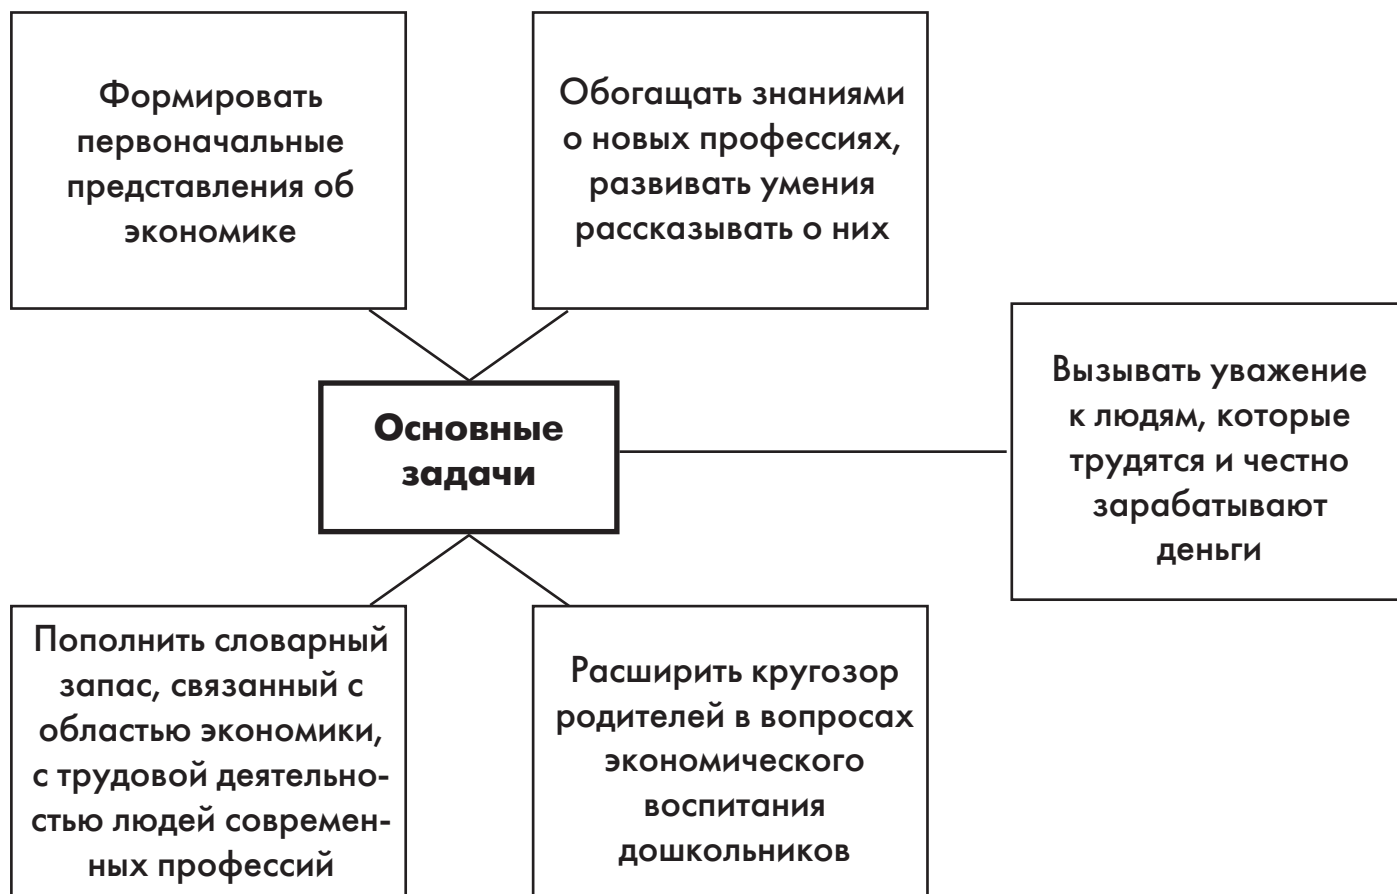 Формировать
первоначальные
представления об
экономике
Обогащать знаниями
о новых профессиях,
развивать умения
рассказывать о них
Основные
задачи
Вызывать уважение
к людям, которые
трудятся и честно
зарабатывают
деньги
Пополнить словарный
запас, связанный с
областью экономики,
с трудовой деятельно-
стью людей современ-
ных профессий
Расширить кругозор
родителей в вопросах
экономического
воспитания
дошкольников